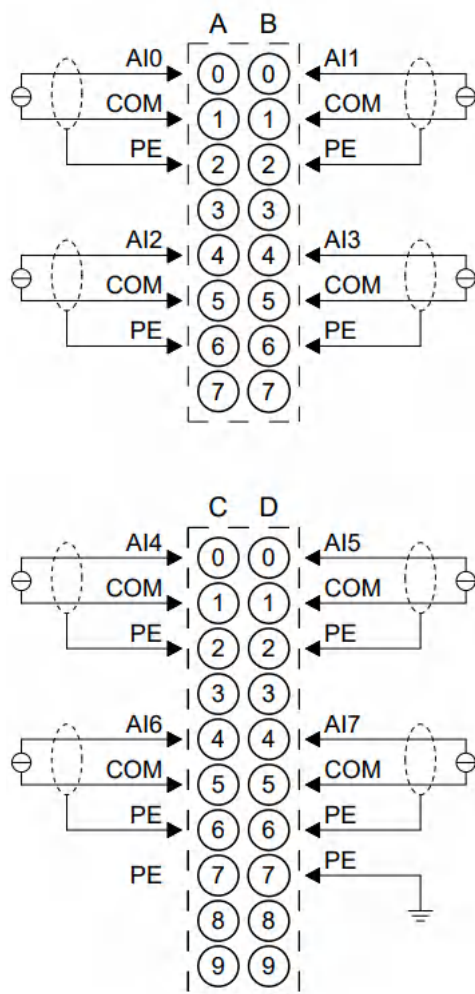 A B
AI0 0 0 AI1
COM 1 1 COM
PE 2 2 PE
3 3
AI2 4 4 AI3
COM 5 5 COM
PE 6 6 PE
7 7
C D
AI4 0 0 AI5
COM 1 1 COM
PE 2 2 PE
3 3
AI6 4 4 AI7
COM 5 5 COM
PE 6 6 PE
PE 7 7 PE
8 8
9 9